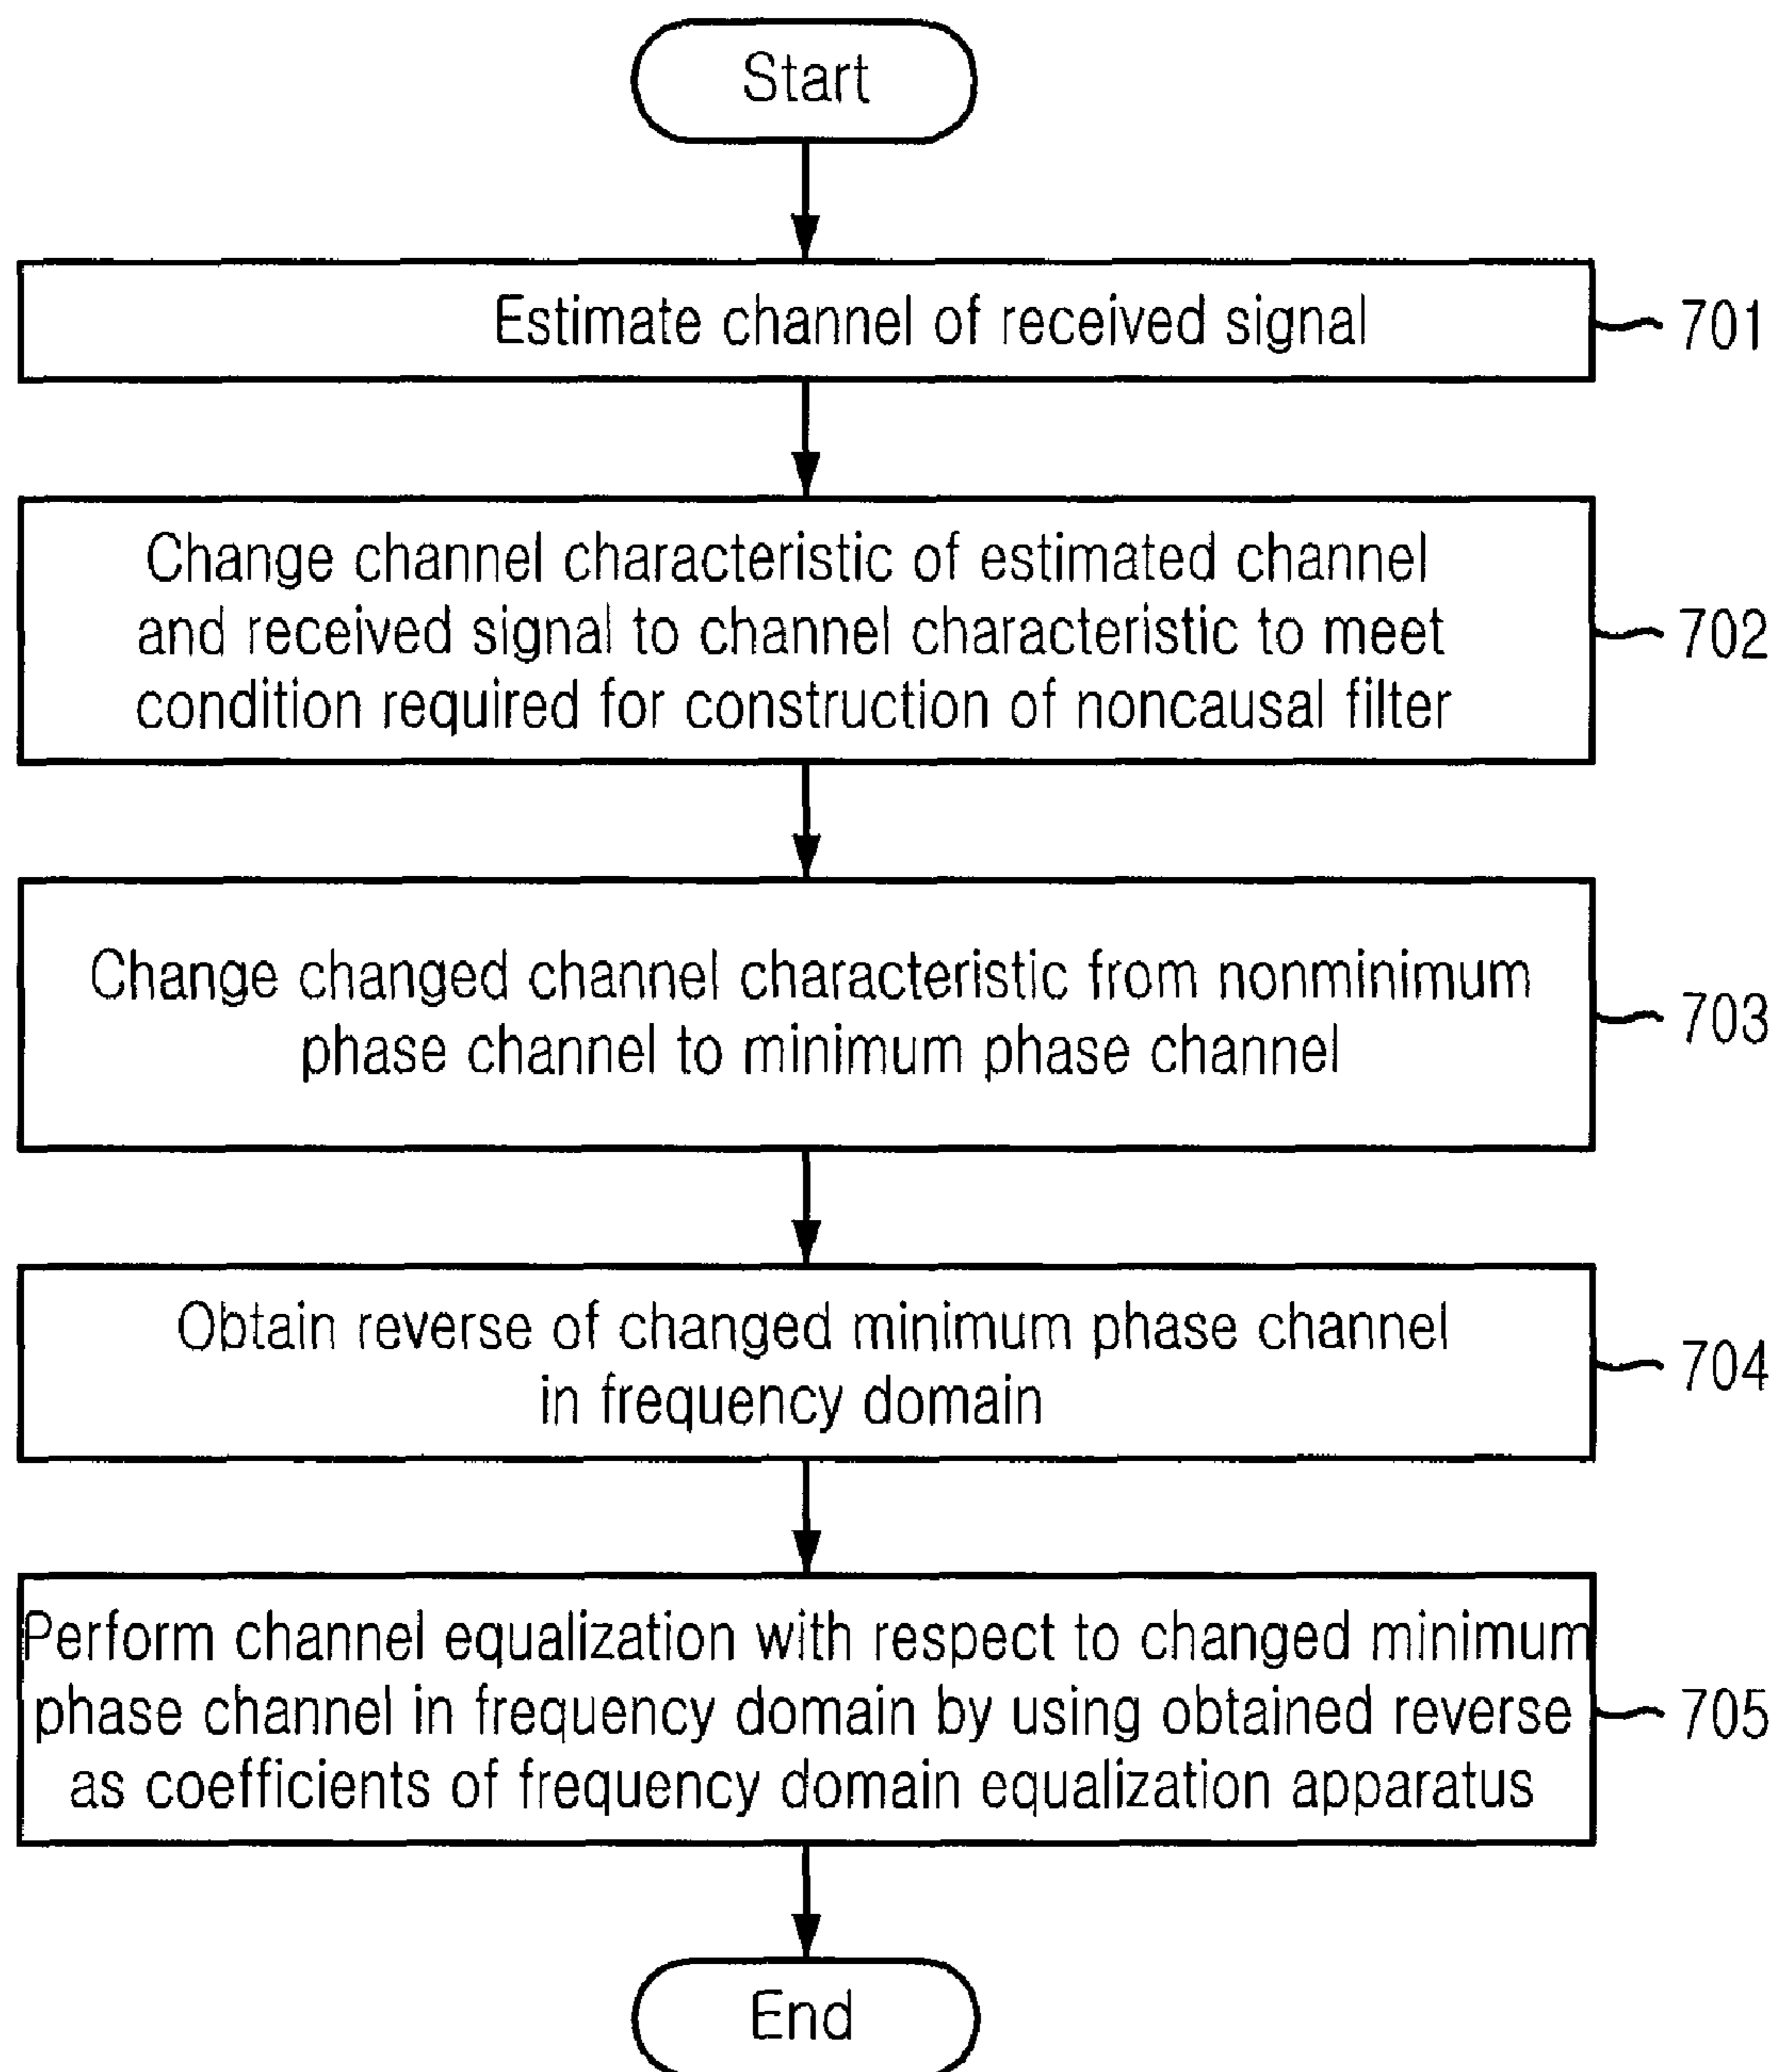 Start
Estimate channel of received signal
701
Change channel characteristic of estimated channel
and received signal to channel characteristic to meet
condition required for construction of noncausal filter
702
Change changed channel characteristic from nonminimum
phase channel to minimum phase channel
703
Obtain reverse of changed minimum phase channel
in frequency domain
704
Perform channel equalization with respect to changed minimum
phase channel in frequency domain by using obtained reverse
as coefficients of frequency domain equalization apparatus
705
End